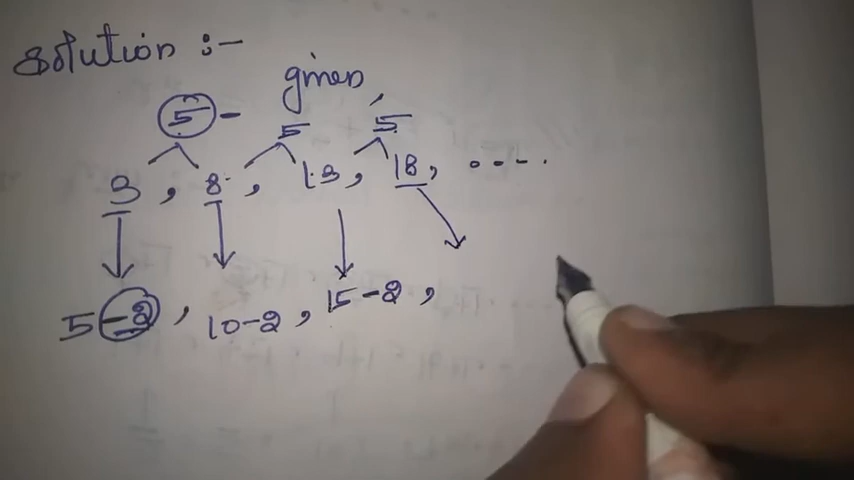 Solution :-
given,
5 - 5 5
3, 8, 13, 18, ....
5-2, 10-2, 15-2,